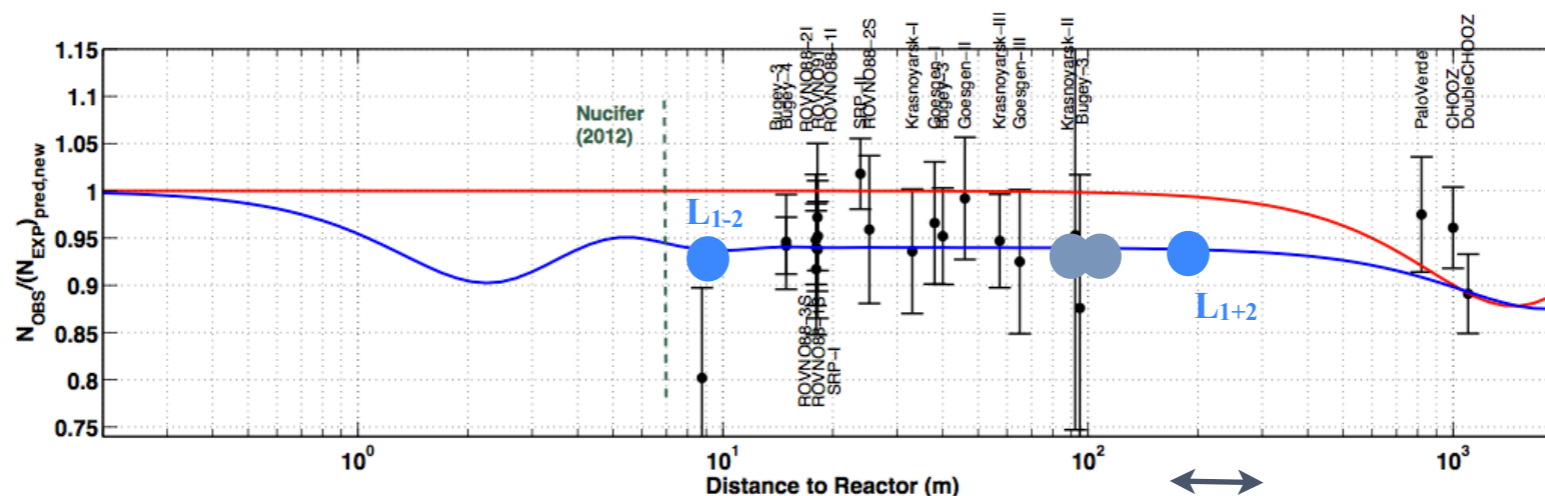 Bugey-3
Bugey-4
ROVNO88-2I
ROVNO91
ROVNO88-1I
SRP-II
ROVNO88-2S
Krasnoyarsk-I
Goesgen-I
Bugey-3
Goesgen-II
Krasnoyarsk-III
Goesgen-III
Krasnoyarsk-II
Bugey-3
PaloVerde
CHOOZ
DoubleCHOOZ
Nucifer
(2012)
L1-2
L1+2
ROVNO88-3S
SRP-I
N_OBS/(N_EXP)_pred,new
1.15
1.1
1.05
1
0.95
0.9
0.85
0.8
0.75
10^0
10^1
10^2
10^3
Distance to Reactor (m)